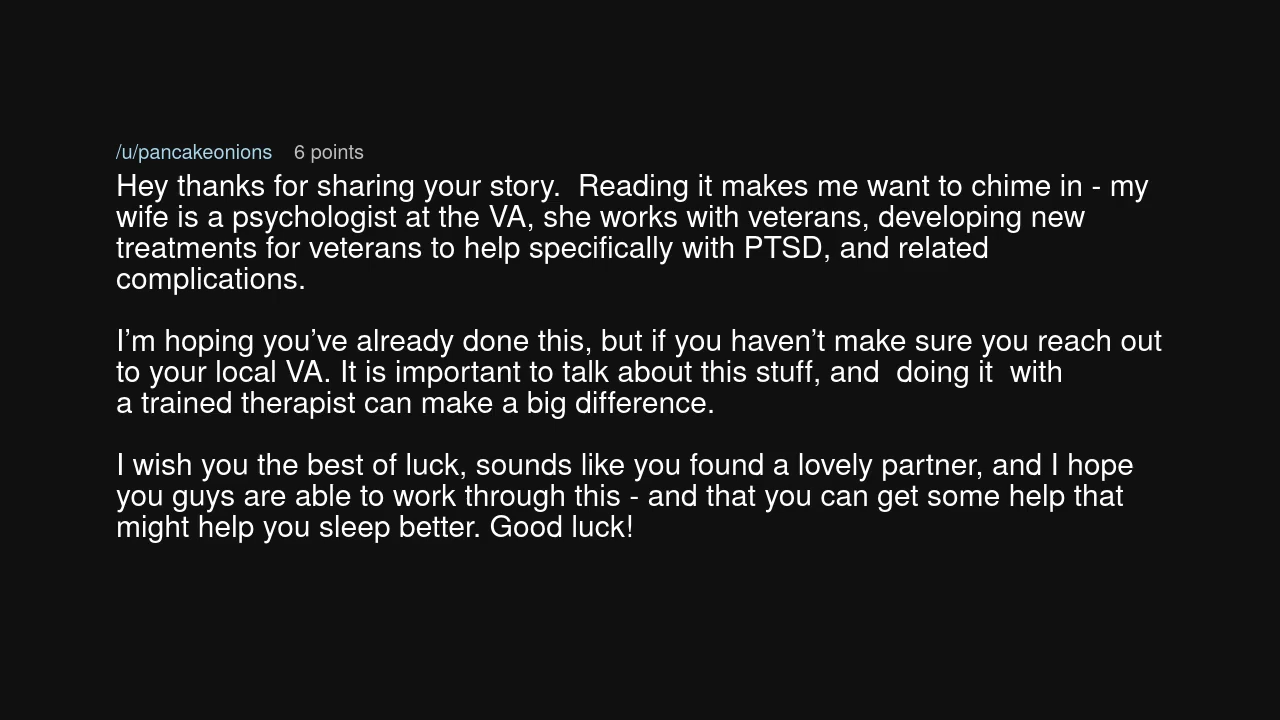 /u/pancakeonions 6 points
Hey thanks for sharing your story.  Reading it makes me want to chime in - my
wife is a psychologist at the VA, she works with veterans, developing new
treatments for veterans to help specifically with PTSD, and related
complications.
I’m hoping you’ve already done this, but if you haven’t make sure you reach out
to your local VA. It is important to talk about this stuff, and  doing it  with
a trained therapist can make a big difference.
I wish you the best of luck, sounds like you found a lovely partner, and I hope
you guys are able to work through this - and that you can get some help that
might help you sleep better. Good luck!